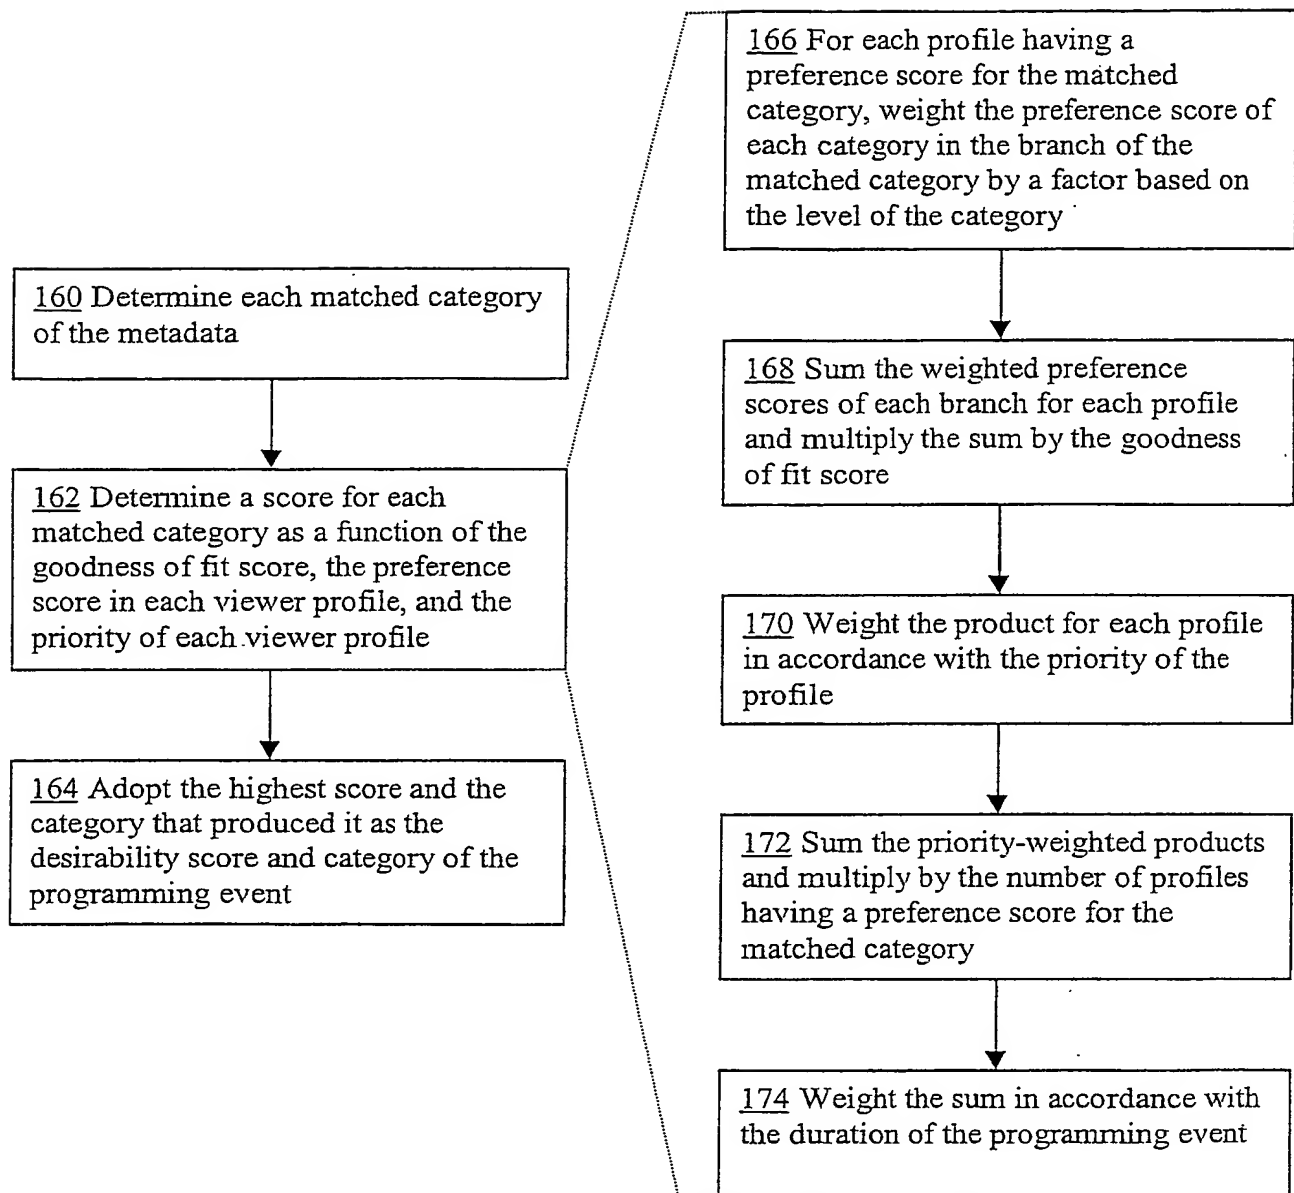 160 Determine each matched category
of the metadata
162 Determine a score for each
matched category as a function of the
goodness of fit score, the preference
score in each viewer profile, and the
priority of each viewer profile
164 Adopt the highest score and the
category that produced it as the
desirability score and category of the
programming event
166 For each profile having a
preference score for the matched
category, weight the preference score of
each category in the branch of the
matched category by a factor based on
the level of the category
168 Sum the weighted preference
scores of each branch for each profile
and multiply the sum by the goodness
of fit score
170 Weight the product for each profile
in accordance with the priority of the
profile
172 Sum the priority-weighted products
and multiply by the number of profiles
having a preference score for the
matched category
174 Weight the sum in accordance with
the duration of the programming event